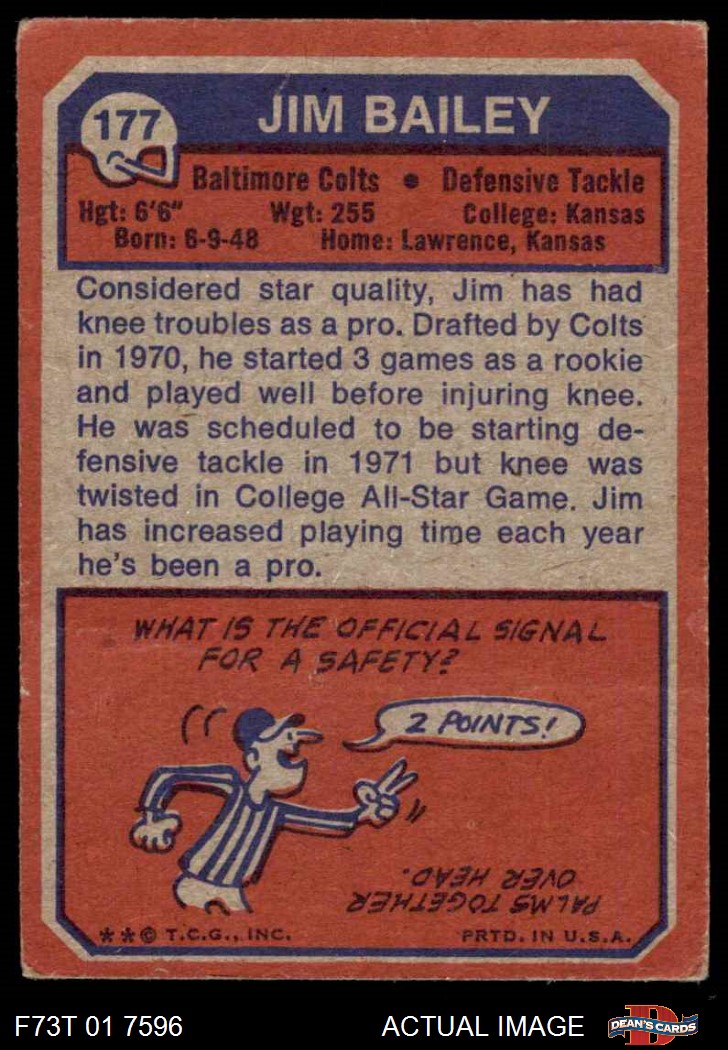 177
JIM BAILEY
Baltimore Colts • Defensive Tackle
Hgt: 6'6" Wgt: 255 College: Kansas
Born: 6-9-48 Home: Lawrence, Kansas
Considered star quality, Jim has had
knee troubles as a pro. Drafted by Colts
in 1970, he started 3 games as a rookie
and played well before injuring knee.
He was scheduled to be starting de-
fensive tackle in 1971 but knee was
twisted in College All-Star Game. Jim
has increased playing time each year
he's been a pro.
WHAT IS THE OFFICIAL SIGNAL
FOR A SAFETY?
2 POINTS!
PALMS TOGETHER
OVER HEAD.
**© T.C.G., INC. PRTD. IN U.S.A.
F73T 01 7596 ACTUAL IMAGE
D
DEAN'S CARDS